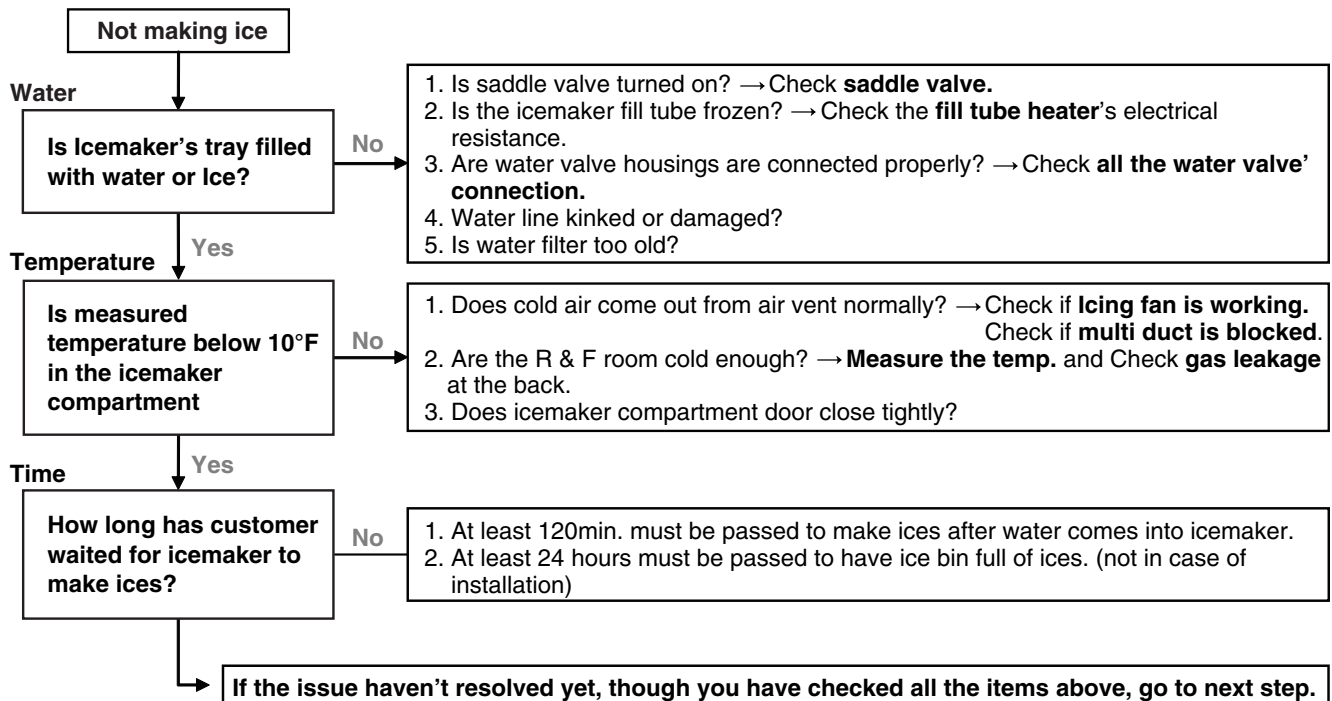 Not making ice
Water
Is Icemaker's tray filled
with water or Ice?
No
1. Is saddle valve turned on? → Check saddle valve.
2. Is the icemaker fill tube frozen? → Check the fill tube heater's electrical
resistance.
3. Are water valve housings are connected properly? → Check all the water valve'
connection.
4. Water line kinked or damaged?
5. Is water filter too old?
Yes
Temperature
Is measured
temperature below 10°F
in the icemaker
compartment
No
1. Does cold air come out from air vent normally? → Check if Icing fan is working.
Check if multi duct is blocked.
2. Are the R & F room cold enough? → Measure the temp. and Check gas leakage
at the back.
3. Does icemaker compartment door close tightly?
Yes
Time
How long has customer
waited for icemaker to
make ices?
No
1. At least 120min. must be passed to make ices after water comes into icemaker.
2. At least 24 hours must be passed to have ice bin full of ices. (not in case of
installation)
If the issue haven't resolved yet, though you have checked all the items above, go to next step.